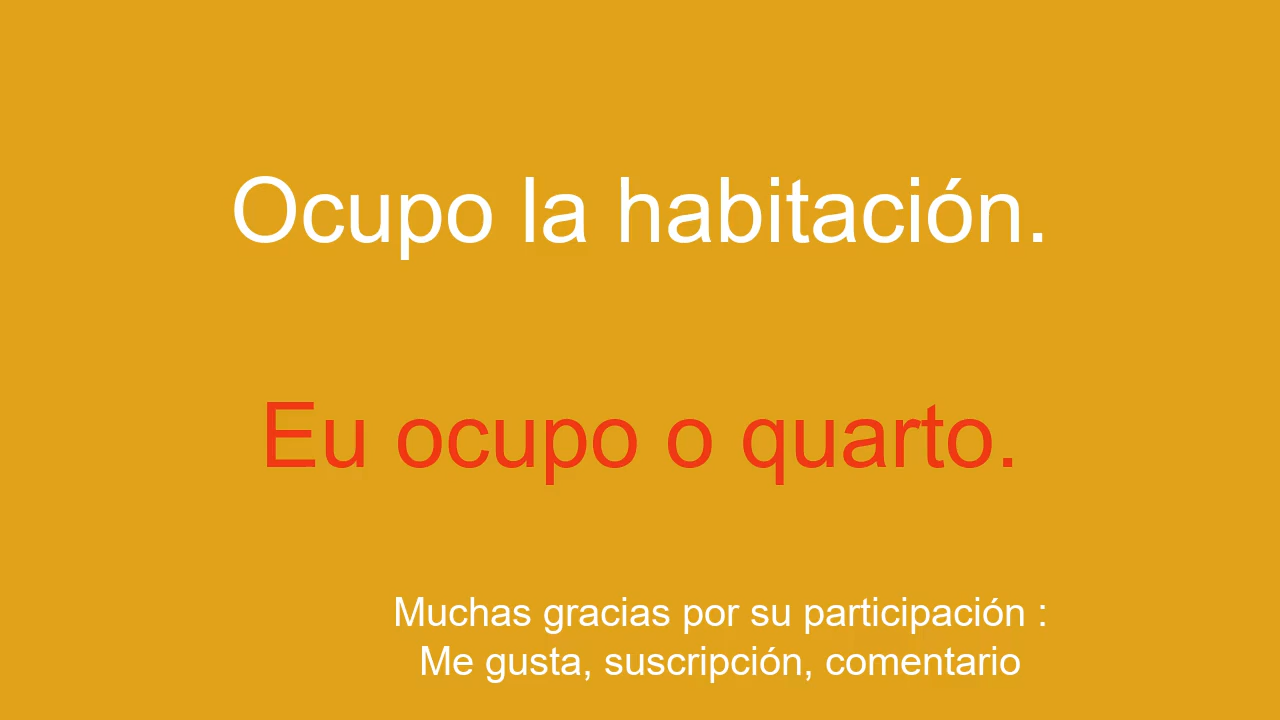 Ocupo la habitación.
Eu ocupo o quarto.
Muchas gracias por su participación :
Me gusta, suscripción, comentario